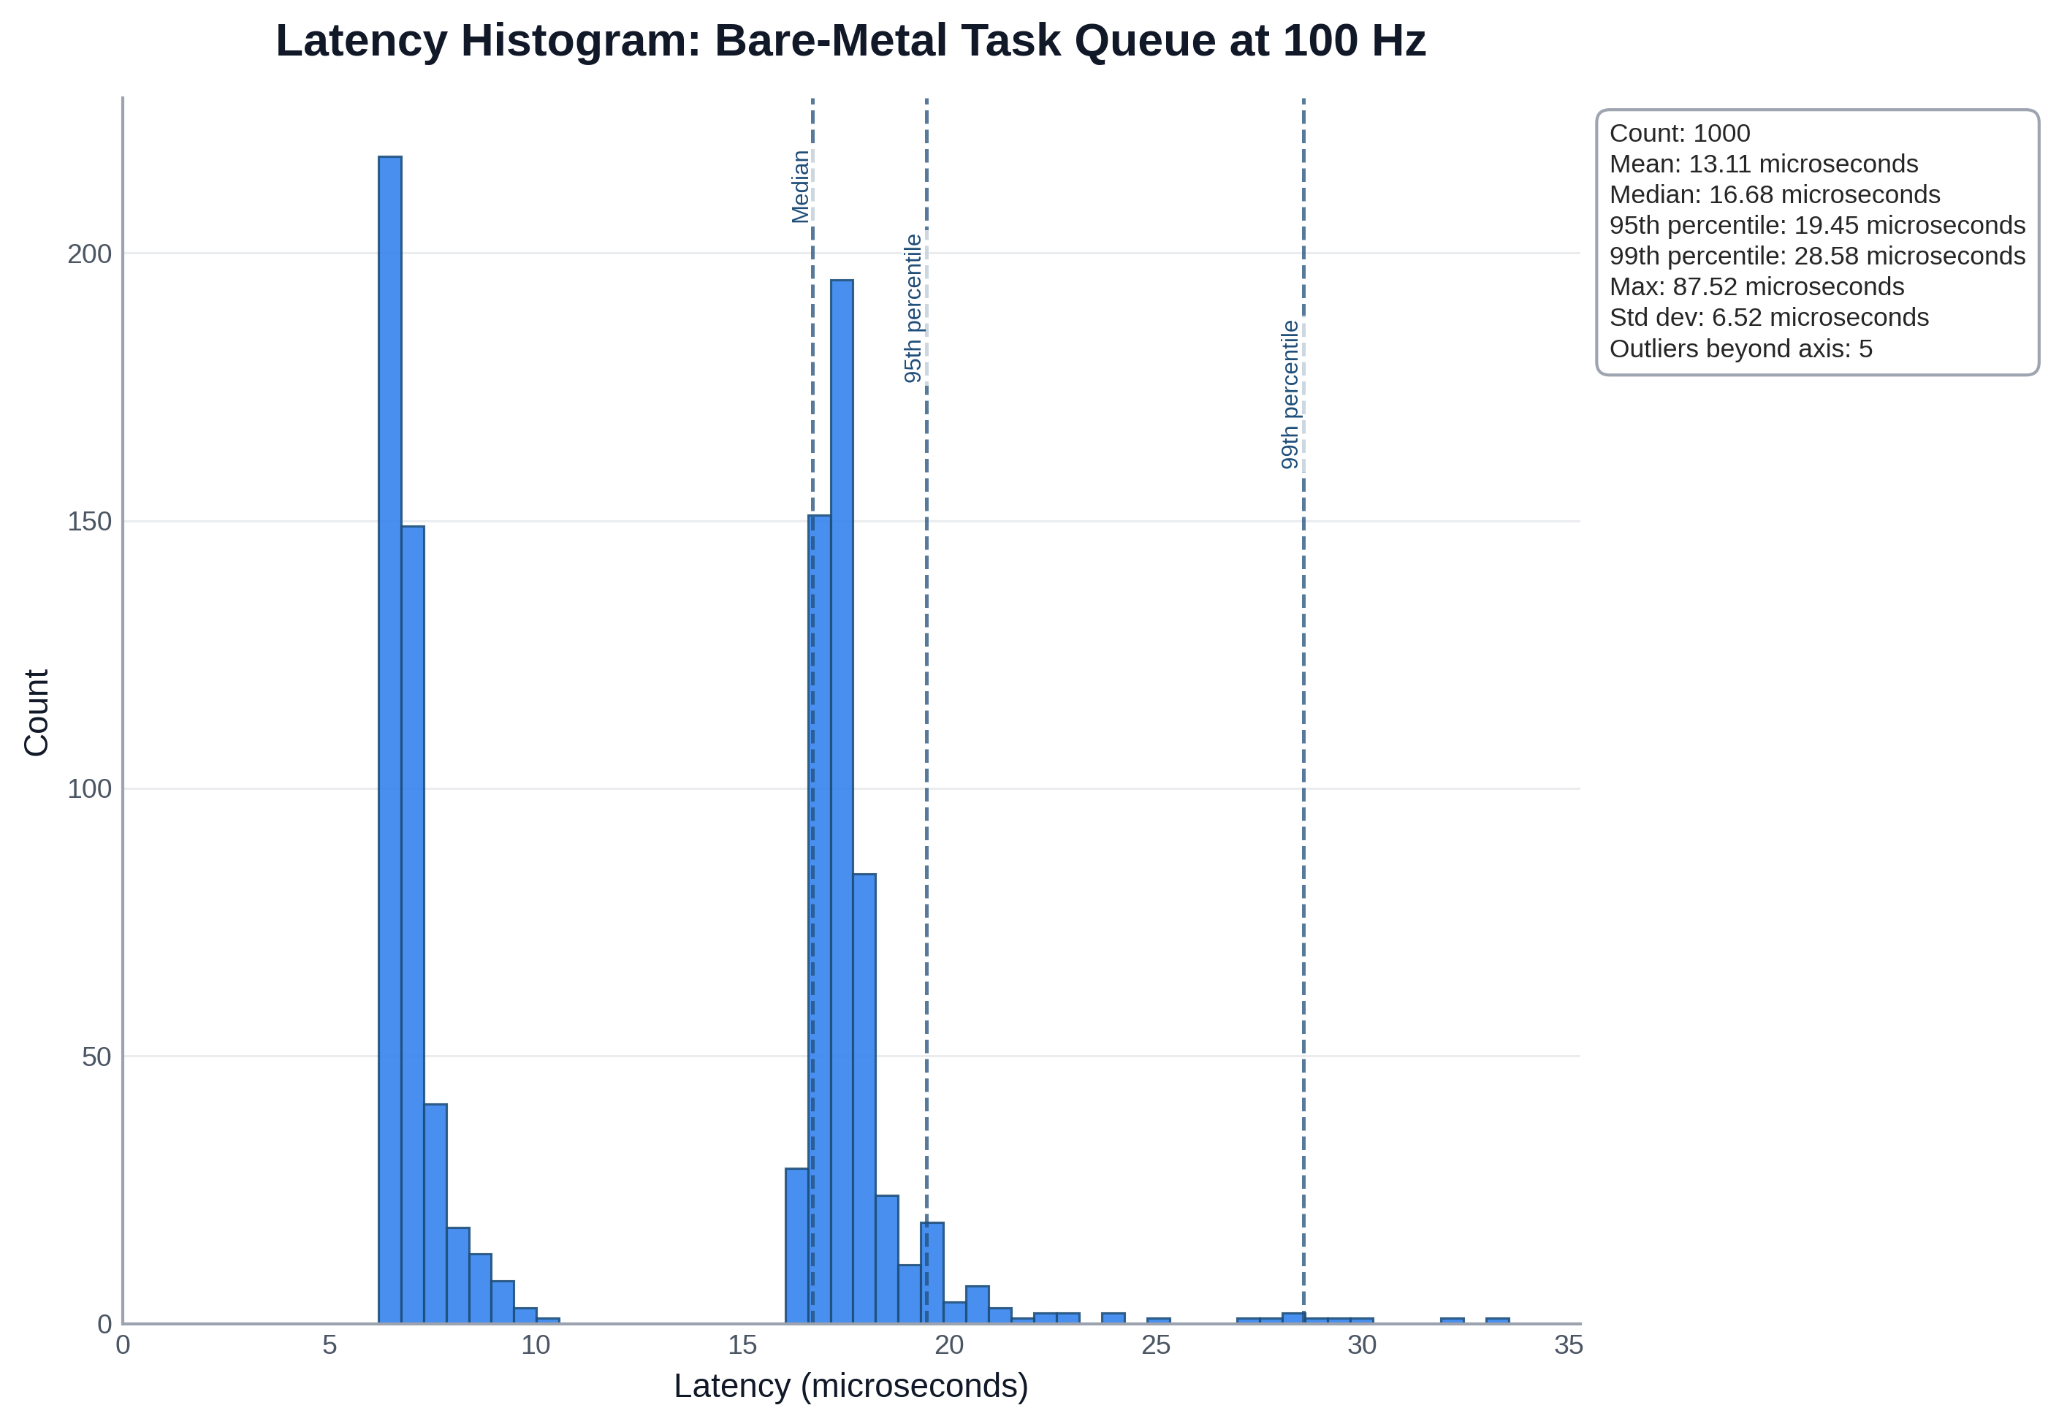 Latency Histogram: Bare-Metal Task Queue at 100 Hz
Count: 1000
Mean: 13.11 microseconds
Median: 16.68 microseconds
95th percentile: 19.45 microseconds
99th percentile: 28.58 microseconds
Max: 87.52 microseconds
Std dev: 6.52 microseconds
Outliers beyond axis: 5
Median
95th percentile
99th percentile
Count
200
150
100
50
0
0 5 10 15 20 25 30 35
Latency (microseconds)